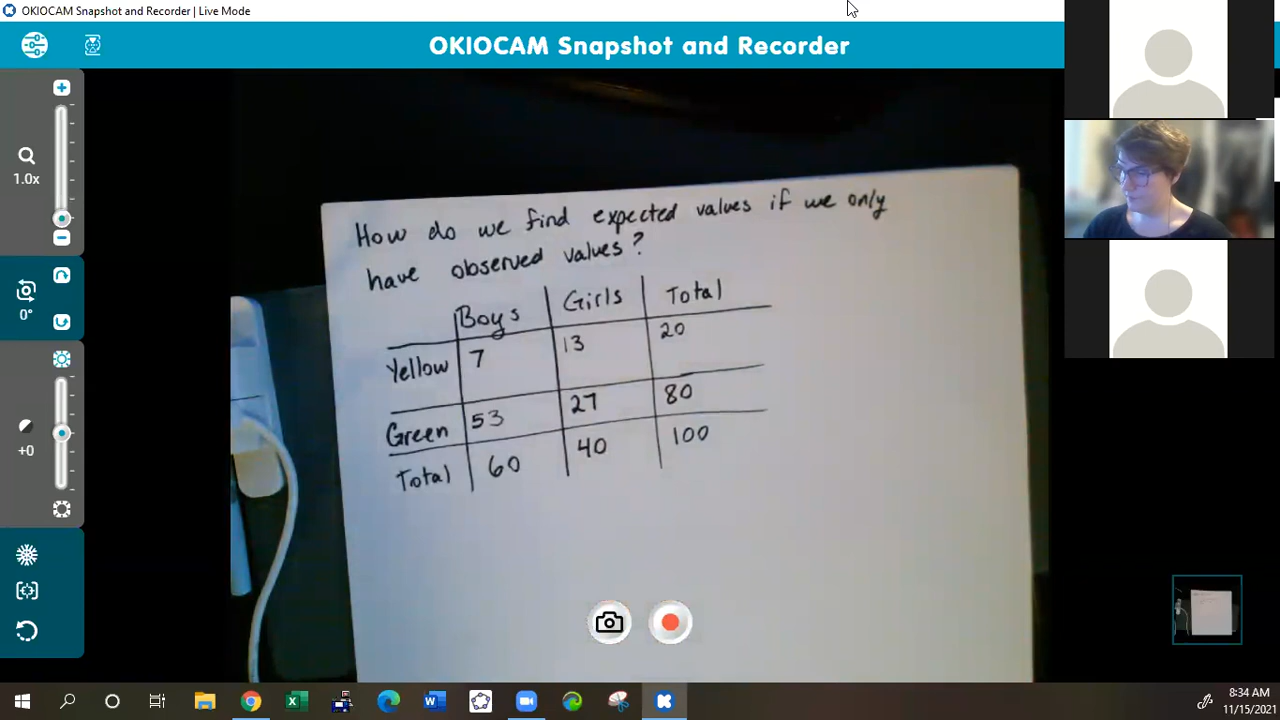 OKIOCAM Snapshot and Recorder | Live Mode
OKIOCAM Snapshot and Recorder
1.0x
0°
+0
How do we find expected values if we only
have observed values?
Boys Girls Total
Yellow 7 13 20
Green 53 27 80
Total 60 40 100
8:34 AM
11/15/2021